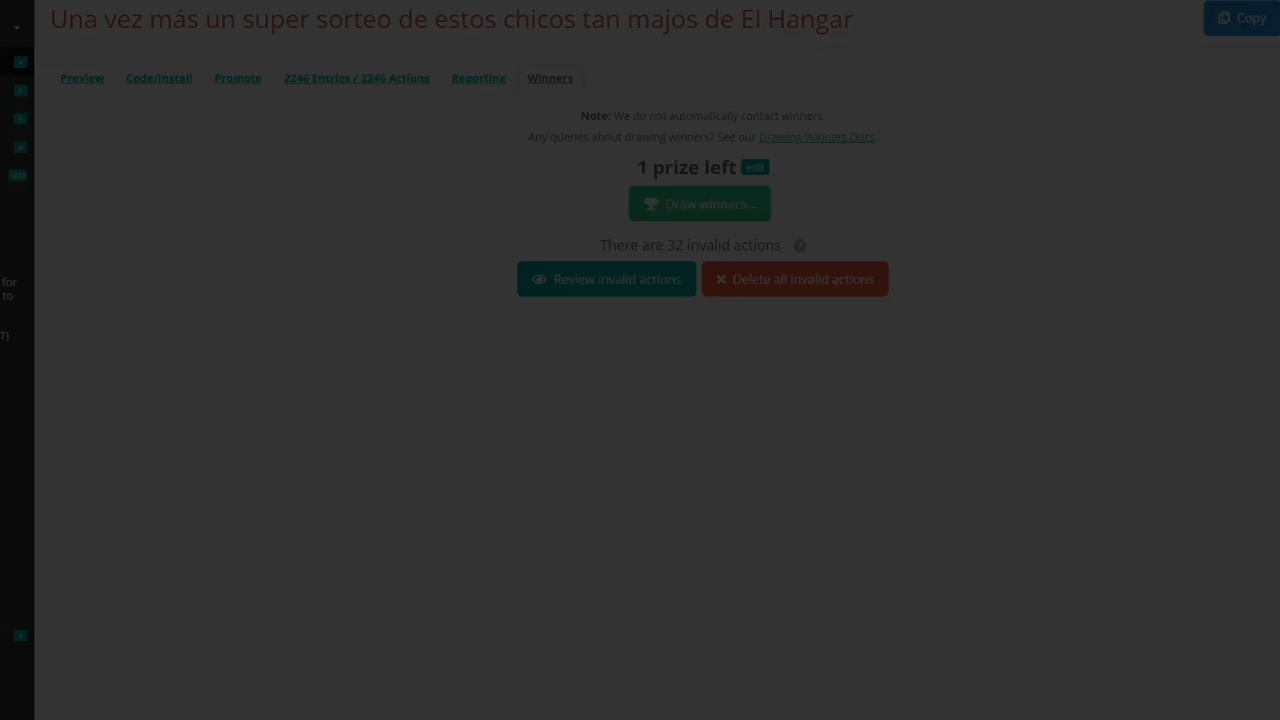 Una vez más un super sorteo de estos chicos tan majos de El Hangar
Copy
Preview Code/Install Promote 2246 Entries / 2246 Actions Reporting Winners
Note: We do not automatically contact winners.
Any queries about drawing winners? See our Drawing Winners Docs.
1 prize left edit
Draw winners...
There are 32 invalid actions ?
Review invalid actions Delete all invalid actions
for
to
T)